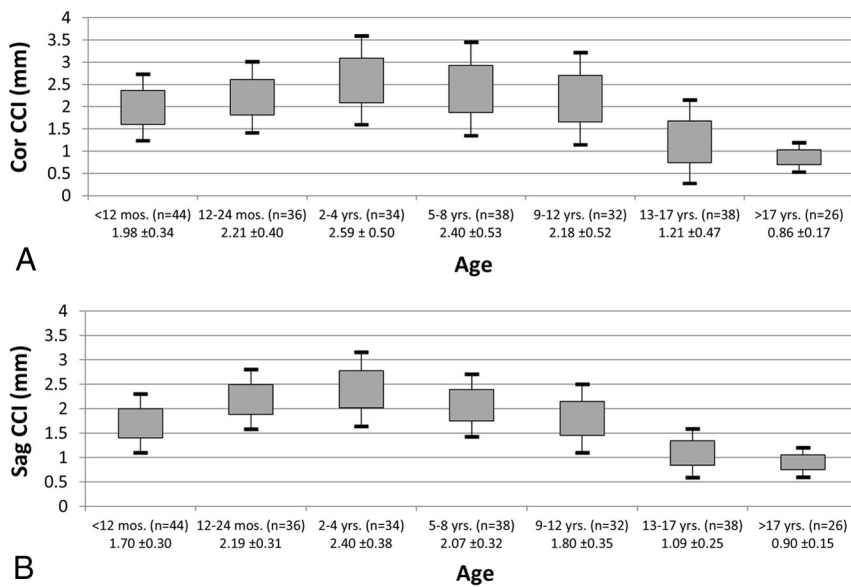 4
3.5
3
2.5
2
1.5
1
0.5
0
Cor CCI (mm)
<12 mos. (n=44) 12-24 mos. (n=36) 2-4 yrs. (n=34) 5-8 yrs. (n=38) 9-12 yrs. (n=32) 13-17 yrs. (n=38) >17 yrs. (n=26)
1.98 ±0.34 2.21 ±0.40 2.59 ± 0.50 2.40 ±0.53 2.18 ±0.52 1.21 ±0.47 0.86 ±0.17
A
Age
4
3.5
3
2.5
2
1.5
1
0.5
0
Sag CCI (mm)
<12 mos. (n=44) 12-24 mos. (n=36) 2-4 yrs. (n=34) 5-8 yrs. (n=38) 9-12 yrs. (n=32) 13-17 yrs. (n=38) >17 yrs. (n=26)
1.70 ±0.30 2.19 ±0.31 2.40 ±0.38 2.07 ±0.32 1.80 ±0.35 1.09 ±0.25 0.90 ±0.15
B
Age